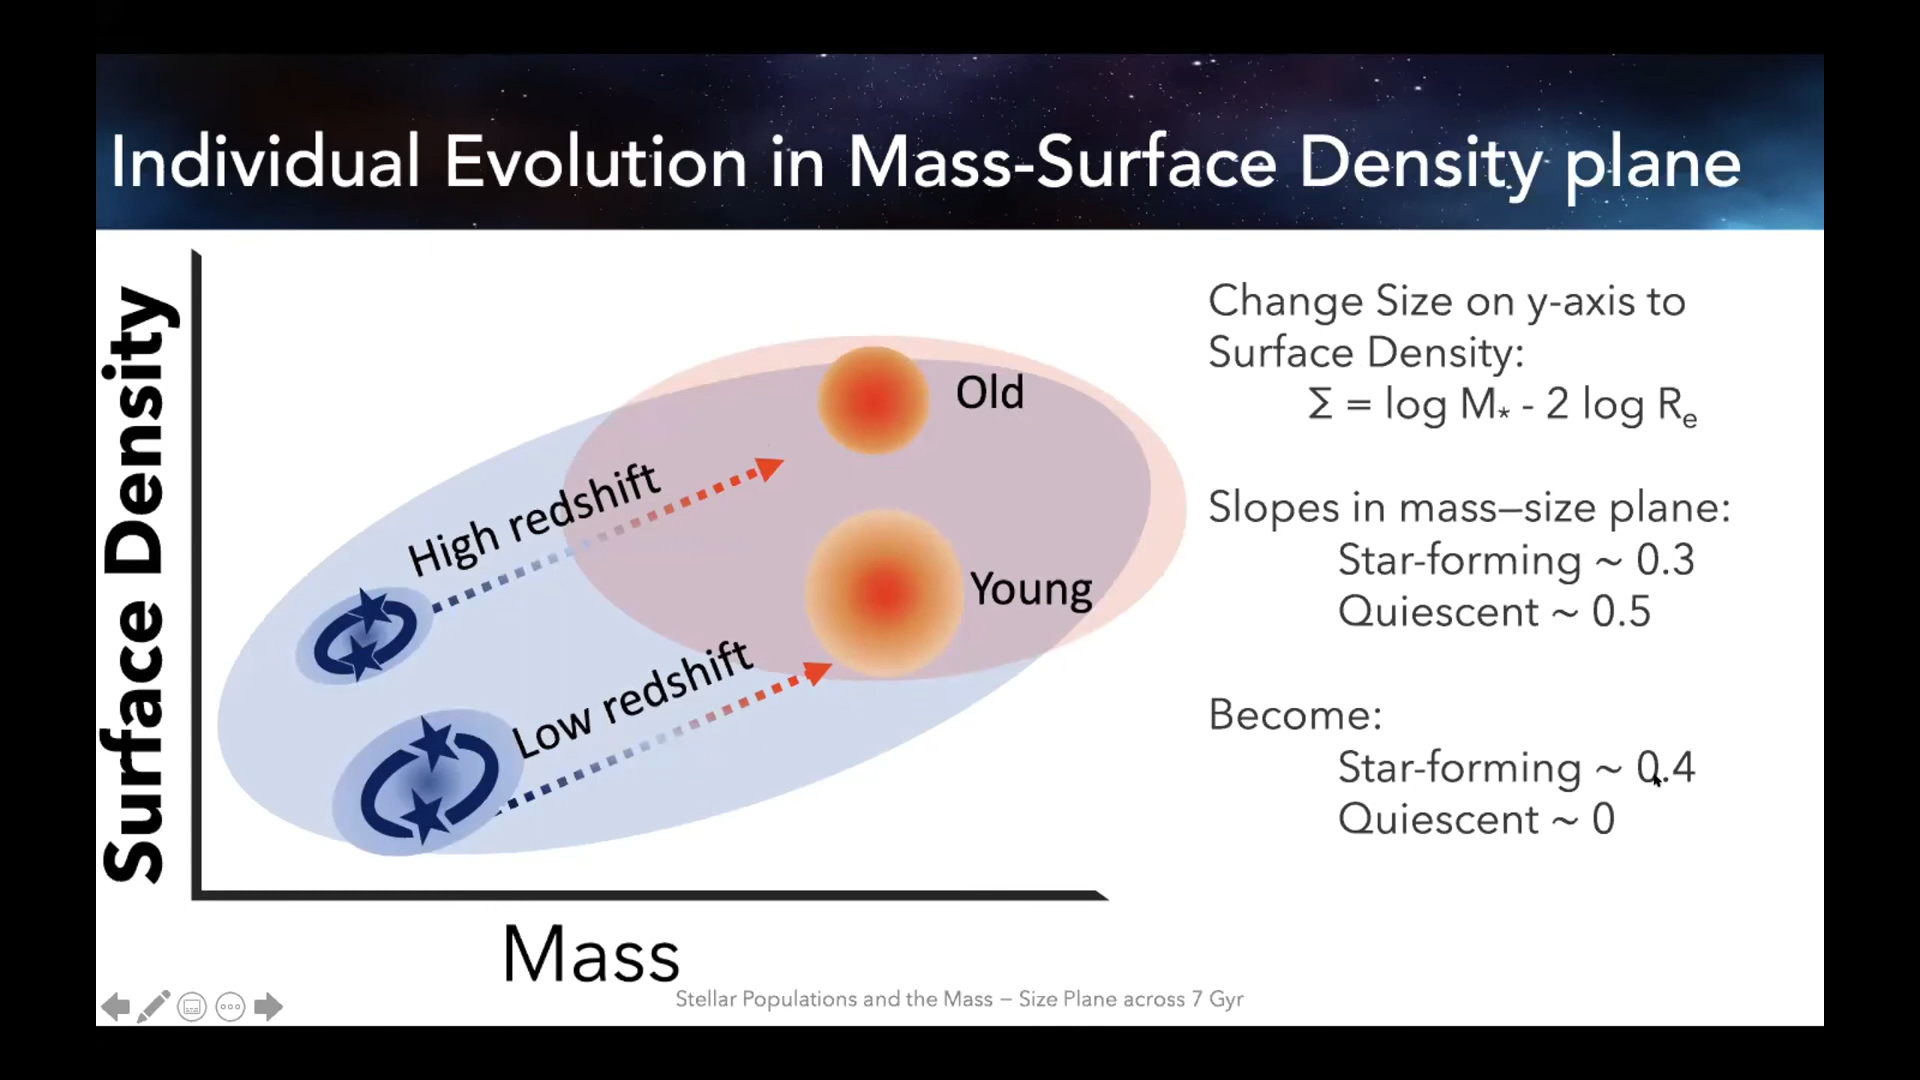 Individual Evolution in Mass-Surface Density plane
Surface Density
Old
High redshift
Young
Low redshift
Mass
Change Size on y-axis to
Surface Density:
Σ = log M* - 2 log Re
Slopes in mass–size plane:
Star-forming ~ 0.3
Quiescent ~ 0.5
Become:
Star-forming ~ 0.4
Quiescent ~ 0
Stellar Populations and the Mass – Size Plane across 7 Gyr